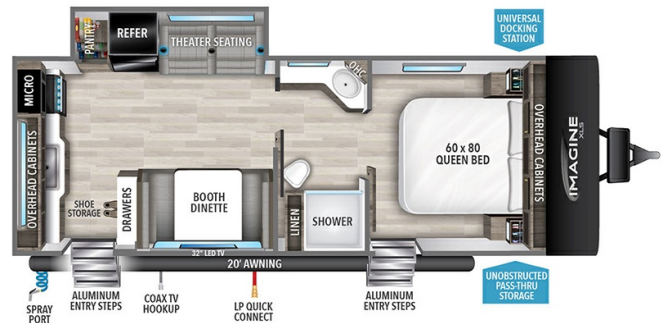 UNIVERSAL
DOCKING
STATION
PANTRY
REFER
THEATER SEATING
OHC
MICRO
OVERHEAD CABINETS
60 x 80
QUEEN BED
OVERHEAD CABINETS
IMAGINE
XLS
SHOE
STORAGE
DRAWERS
BOOTH
DINETTE
LINEN
SHOWER
32" LED TV
20' AWNING
SPRAY
PORT
ALUMINUM
ENTRY STEPS
COAX TV
HOOKUP
LP QUICK
CONNECT
ALUMINUM
ENTRY STEPS
UNOBSTRUCTED
PASS-THRU
STORAGE